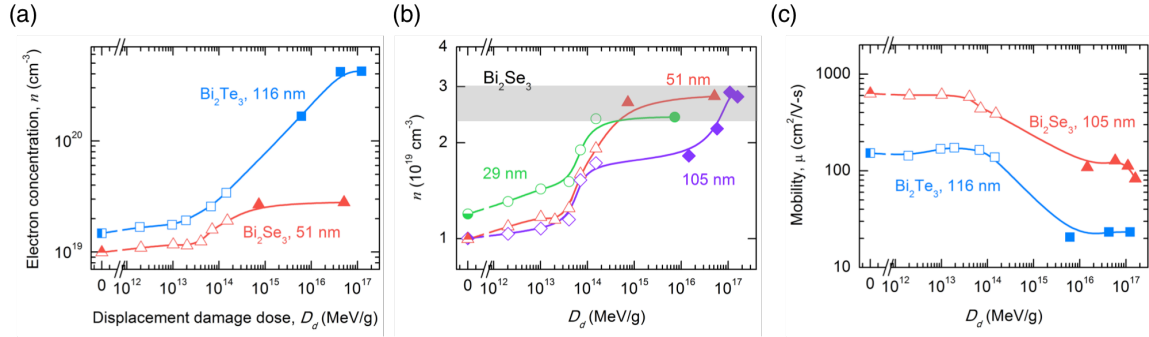 (a)
Electron concentration, n (cm⁻³)
10²⁰
10¹⁹
Bi₂Te₃, 116 nm
Bi₂Se₃, 51 nm
0 10¹² 10¹³ 10¹⁴ 10¹⁵ 10¹⁶ 10¹⁷
Displacement damage dose, D_d (MeV/g)
(b)
n (10¹⁹ cm⁻³)
4
3
2
1
Bi₂Se₃
51 nm
29 nm
105 nm
0 10¹² 10¹³ 10¹⁴ 10¹⁵ 10¹⁶ 10¹⁷
D_d (MeV/g)
(c)
Mobility, μ (cm²/V-s)
1000
100
10
Bi₂Se₃, 105 nm
Bi₂Te₃, 116 nm
0 10¹² 10¹³ 10¹⁴ 10¹⁵ 10¹⁶ 10¹⁷
D_d (MeV/g)